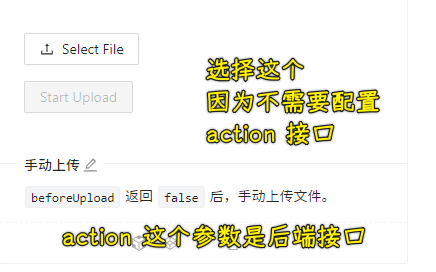 Select File
Start Upload
选择这个
因为不需要配置
action 接口
手动上传
beforeUpload 返回 false 后，手动上传文件。
action 这个参数是后端接口